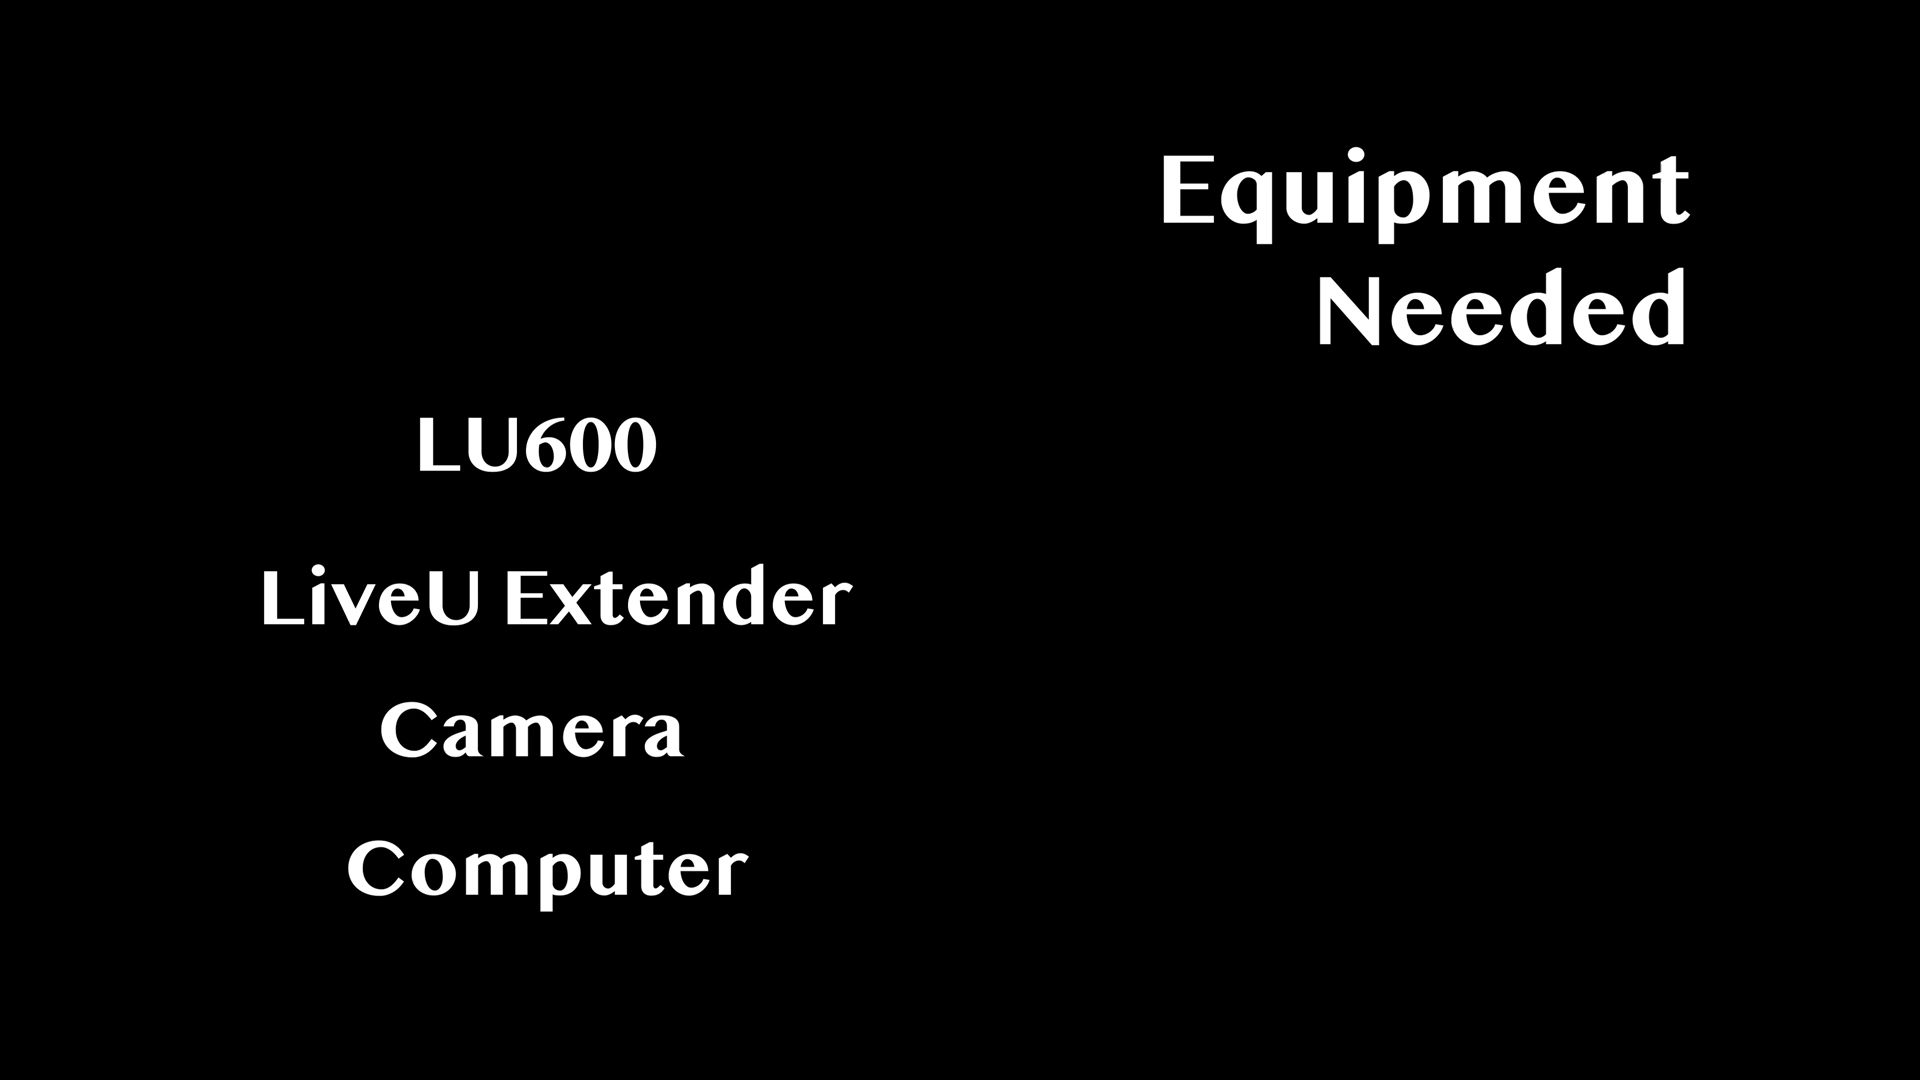 Equipment
Needed
LU600
LiveU Extender
Camera
Computer